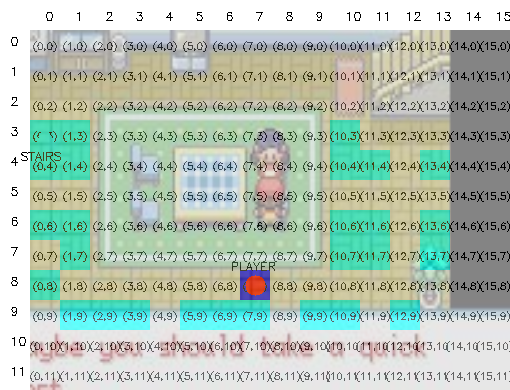 0 1 2 3 4 5 6 7 8 9 10 11 12 13 14 15
0 (0,0) (1,0) (2,0) (3,0) (4,0) (5,0) (6,0) (7,0) (8,0) (9,0) (10,0) (11,0) (12,0) (13,0) (14,0) (15,0)
1 (0,1) (1,1) (2,1) (3,1) (4,1) (5,1) (6,1) (7,1) (8,1) (9,1) (10,1) (11,1) (12,1) (13,1) (14,1) (15,1)
2 (0,2) (1,2) (2,2) (3,2) (4,2) (5,2) (6,2) (7,2) (8,2) (9,2) (10,2) (11,2) (12,2) (13,2) (14,2) (15,2)
3 (1,3) (2,3) (3,3) (4,3) (5,3) (6,3) (7,3) (8,3) (9,3) (10,3) (11,3) (12,3) (13,3) (14,3) (15,3)
STAIRS
4 (0,4) (1,4) (2,4) (3,4) (4,4) (5,4) (6,4) (7,4) (8,4) (9,4) (10,4) (11,4) (12,4) (13,4) (14,4) (15,4)
5 (0,5) (1,5) (2,5) (3,5) (4,5) (5,5) (6,5) (7,5) (8,5) (9,5) (10,5) (11,5) (12,5) (13,5) (14,5) (15,5)
6 (0,6) (1,6) (2,6) (3,6) (4,6) (5,6) (6,6) (7,6) (8,6) (9,6) (10,6) (11,6) (12,6) (13,6) (14,6) (15,6)
7 (0,7) (1,7) (2,7) (3,7) (4,7) (5,7) (6,7) (7,7) (8,7) (9,7) (10,7) (11,7) (12,7) (13,7) (14,7) (15,7)
PLAYER
8 (0,8) (1,8) (2,8) (3,8) (4,8) (5,8) (6,8) (8,8) (9,8) (10,8) (11,8) (12,8) (13,8) (14,8) (15,8)
9 (0,9) (1,9) (2,9) (3,9) (4,9) (5,9) (6,9) (7,9) (8,9) (9,9) (10,9) (11,9) (12,9) (13,9) (14,9) (15,9)
10 (0,10) (1,10) (2,10) (3,10) (4,10) (5,10) (6,10) (7,10) (8,10) (9,10) (10,10) (11,10) (12,10) (13,10) (14,10) (15,10)
you should take a quick
11 (0,11) (1,11) (2,11) (3,11) (4,11) (5,11) (6,11) (7,11) (8,11) (9,11) (10,11) (11,11) (12,11) (13,11) (14,11) (15,11)